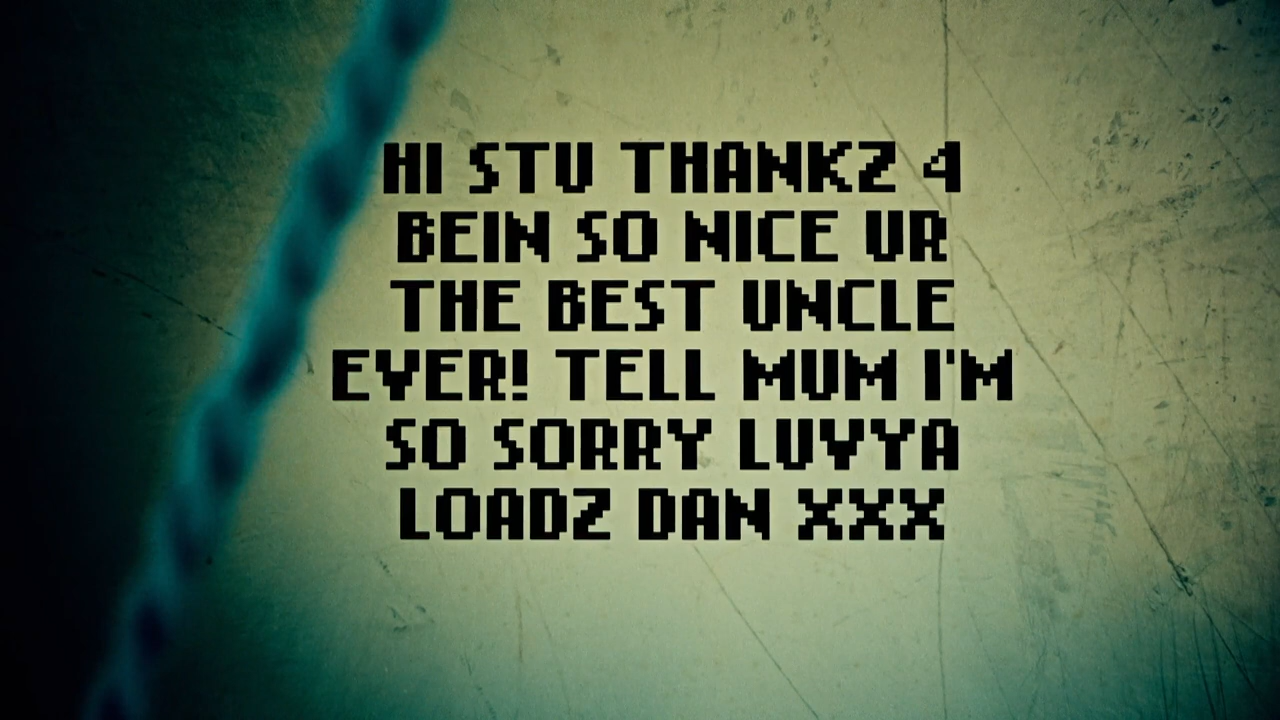 HI STU THANKZ 4
BEIN SO NICE UR
THE BEST UNCLE
EVER! TELL MUM I'M
SO SORRY LUVYA
LOADZ DAN XXX